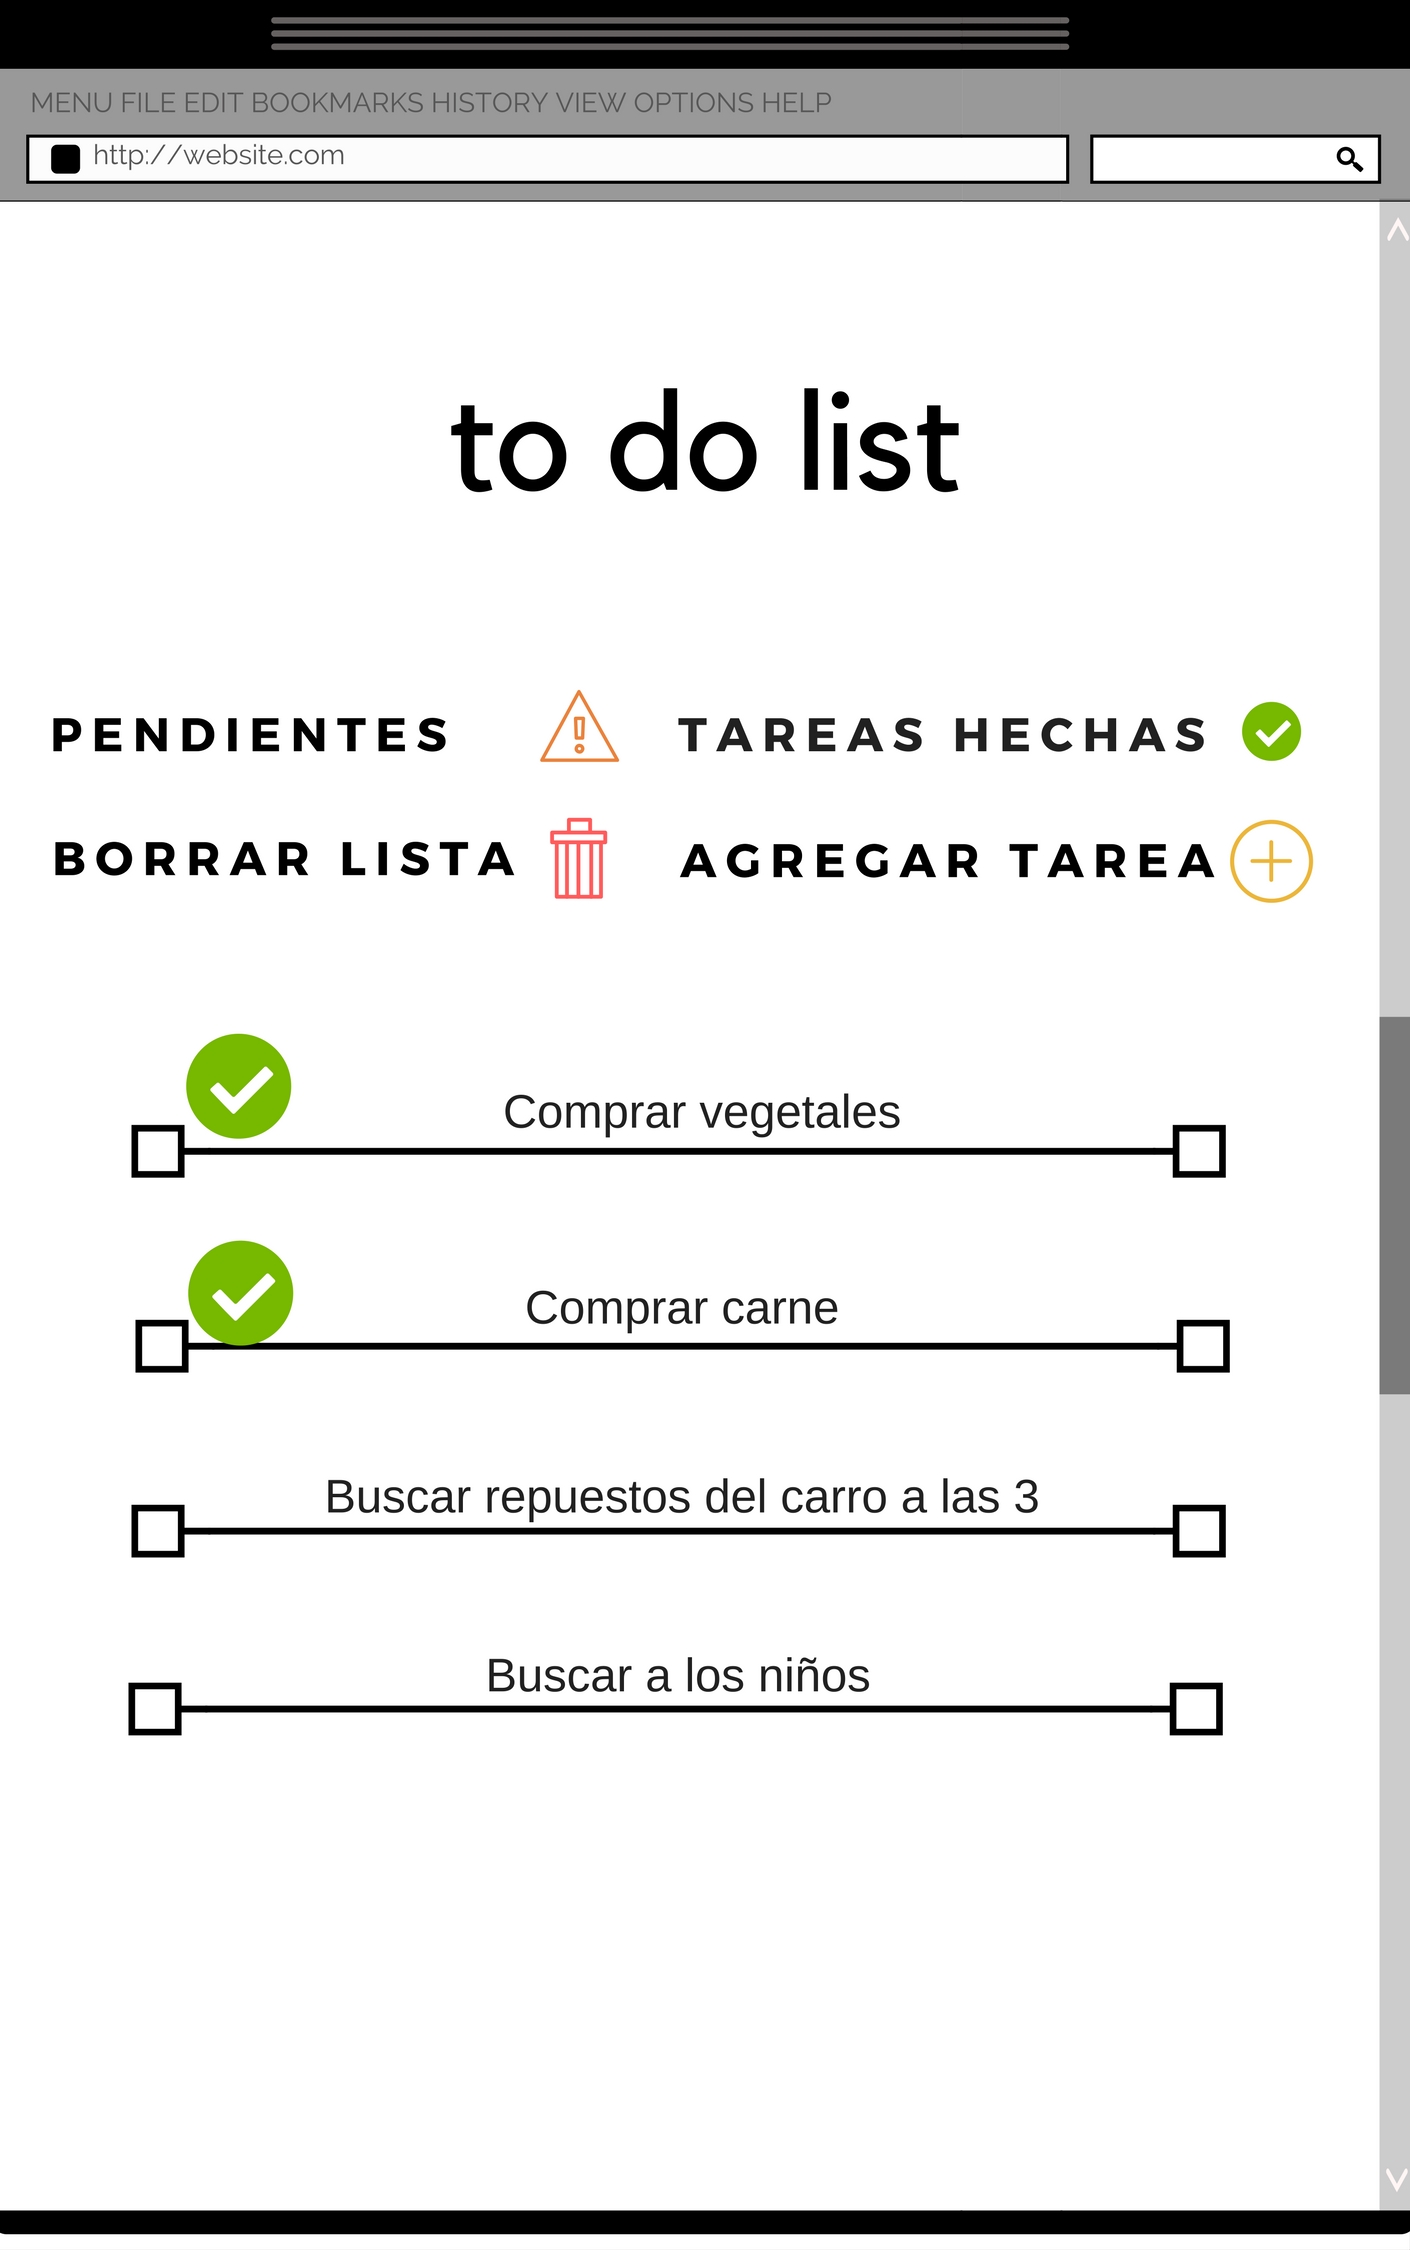 MENU FILE EDIT BOOKMARKS HISTORY VIEW OPTIONS HELP
http://website.com
to do list
PENDIENTES
TAREAS HECHAS
BORRAR LISTA
AGREGAR TAREA
Comprar vegetales
Comprar carne
Buscar repuestos del carro a las 3
Buscar a los niños